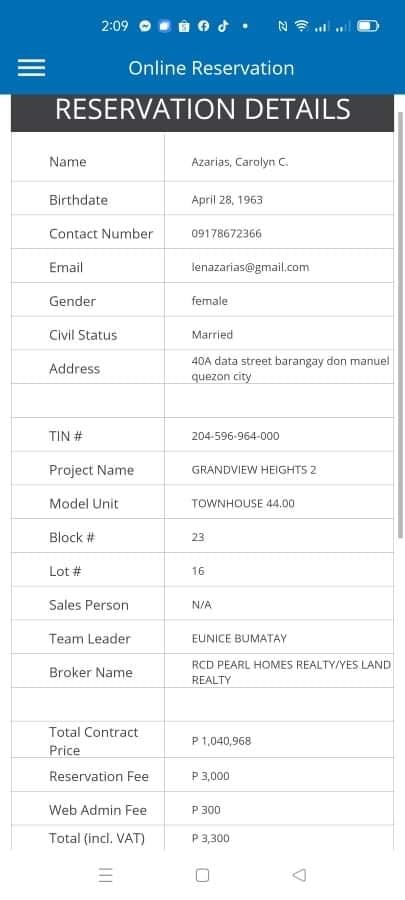 2:09
Online Reservation
RESERVATION DETAILS
Name Azarias, Carolyn C.
Birthdate April 28, 1963
Contact Number 09178672366
Email lenazarias@gmail.com
Gender female
Civil Status Married
Address 40A data street barangay don manuel
quezon city
TIN # 204-596-964-000
Project Name GRANDVIEW HEIGHTS 2
Model Unit TOWNHOUSE 44.00
Block # 23
Lot # 16
Sales Person N/A
Team Leader EUNICE BUMATAY
Broker Name RCD PEARL HOMES REALTY/YES LAND
REALTY
Total Contract
Price P 1,040,968
Reservation Fee P 3,000
Web Admin Fee P 300
Total (incl. VAT) P 3,300